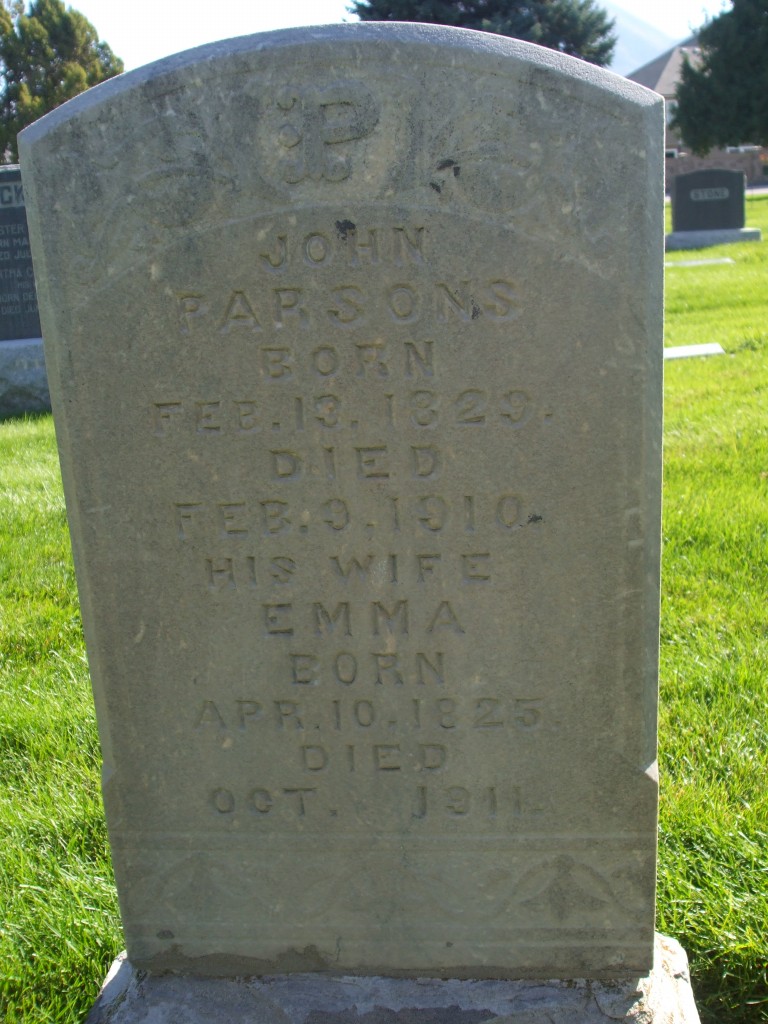 P
JOHN
PARSONS
BORN
FEB. 13. 1829.
DIED
FEB. 9, 1910.
HIS WIFE
EMMA
BORN
APR. 10. 1825.
DIED
OCT. 1911.
STONE